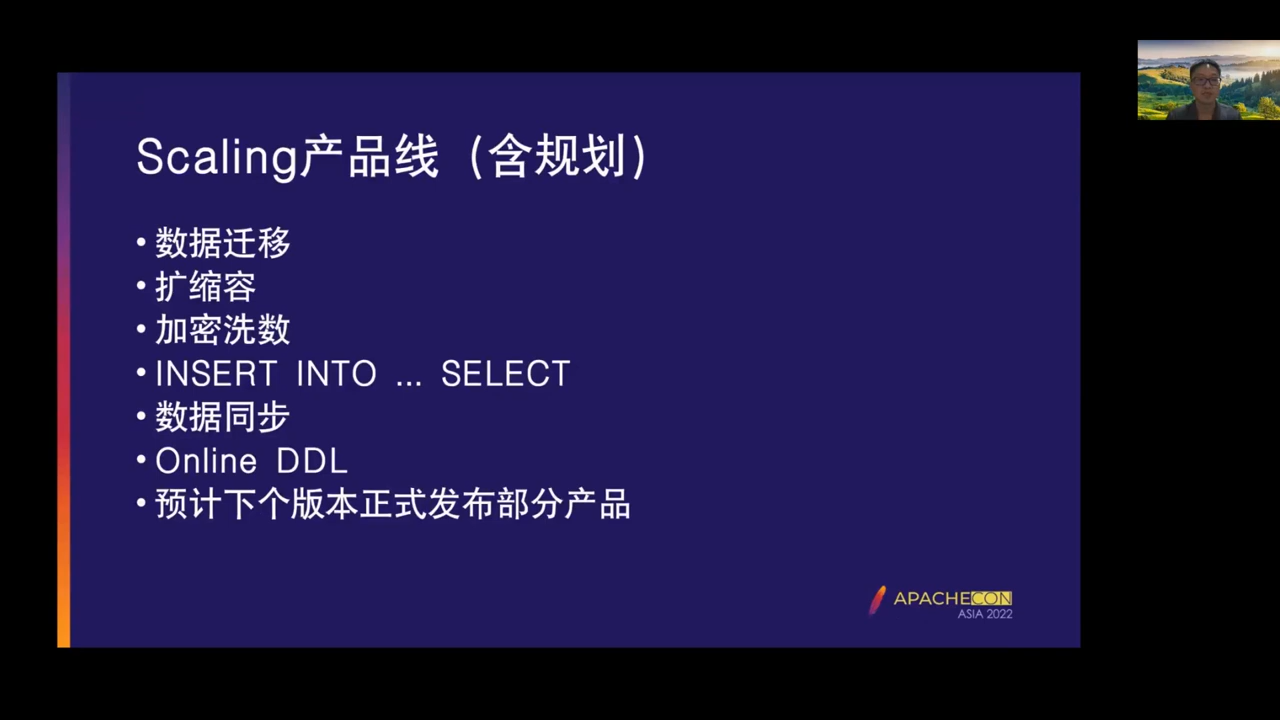 Scaling产品线（含规划）
• 数据迁移
• 扩缩容
• 加密洗数
• INSERT INTO ... SELECT
• 数据同步
• Online DDL
• 预计下个版本正式发布部分产品
APACHECON
ASIA 2022